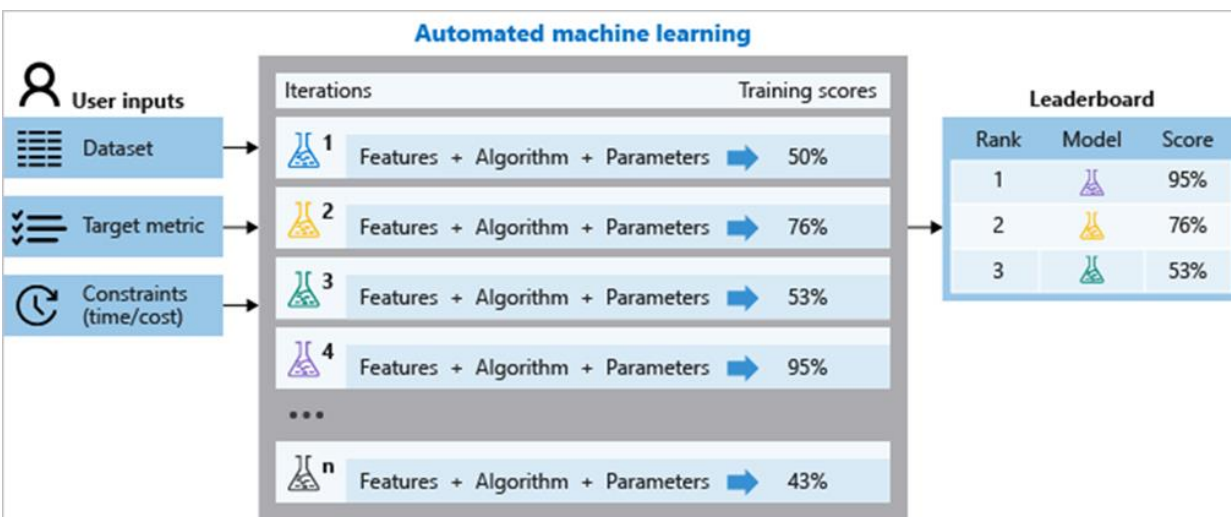 Automated machine learning
User inputs
Dataset
Target metric
Constraints
(time/cost)
Iterations Training scores
1 Features + Algorithm + Parameters 50%
2 Features + Algorithm + Parameters 76%
3 Features + Algorithm + Parameters 53%
4 Features + Algorithm + Parameters 95%
•••
n Features + Algorithm + Parameters 43%
Leaderboard
Rank Model Score
1 95%
2 76%
3 53%